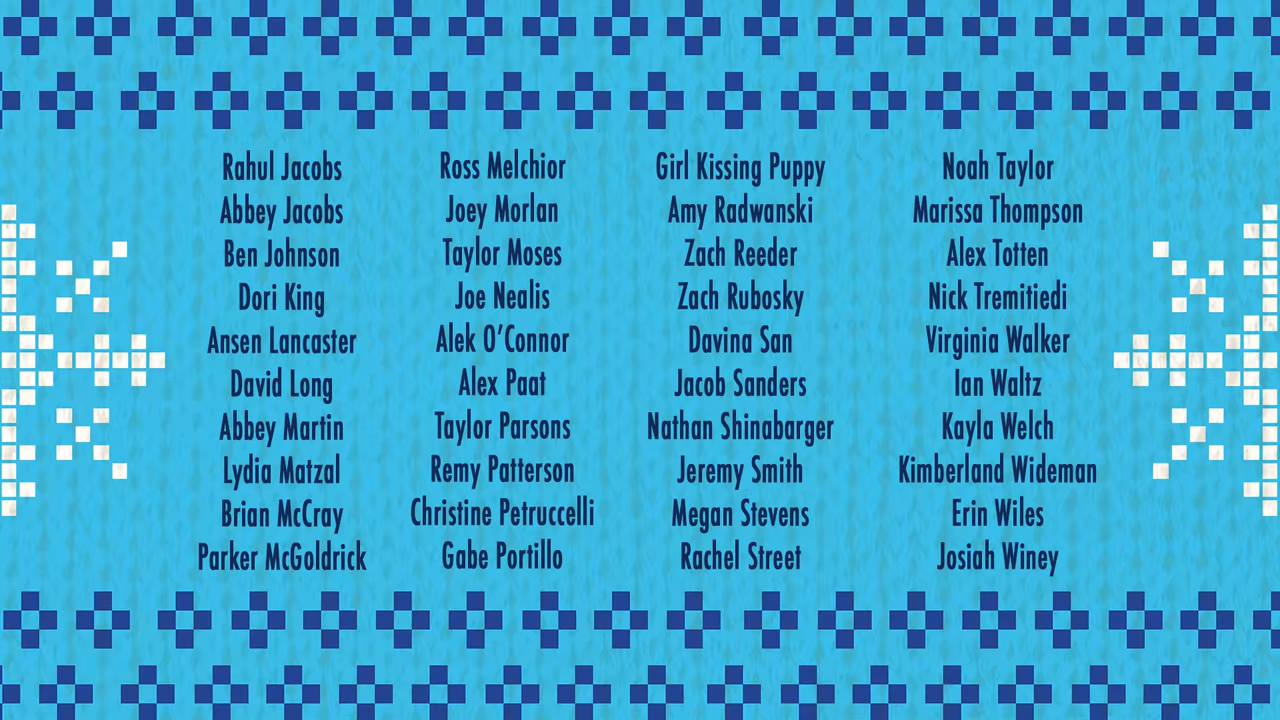 Rahul Jacobs
Abbey Jacobs
Ben Johnson
Dori King
Ansen Lancaster
David Long
Abbey Martin
Lydia Matzal
Brian McCray
Parker McGoldrick
Ross Melchior
Joey Morlan
Taylor Moses
Joe Nealis
Alek O'Connor
Alex Paat
Taylor Parsons
Remy Patterson
Christine Petruccelli
Gabe Portillo
Girl Kissing Puppy
Amy Radwanski
Zach Reeder
Zach Rubosky
Davina San
Jacob Sanders
Nathan Shinabarger
Jeremy Smith
Megan Stevens
Rachel Street
Noah Taylor
Marissa Thompson
Alex Totten
Nick Tremitiedi
Virginia Walker
Ian Waltz
Kayla Welch
Kimberland Wideman
Erin Wiles
Josiah Winey